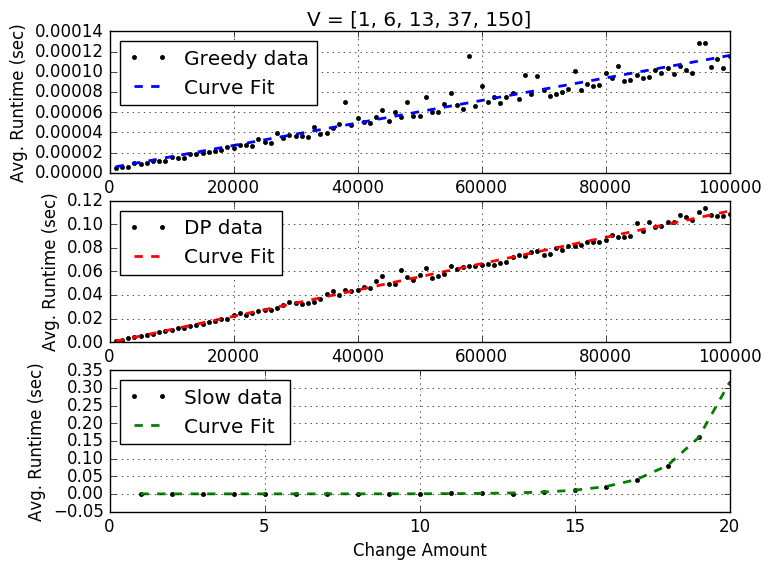 V = [1, 6, 13, 37, 150]
Avg. Runtime (sec)
0.00014
0.00012
0.00010
0.00008
0.00006
0.00004
0.00002
0.00000
Greedy data
Curve Fit
0 20000 40000 60000 80000 100000
Avg. Runtime (sec)
0.12
0.10
0.08
0.06
0.04
0.02
0.00
DP data
Curve Fit
0 20000 40000 60000 80000 100000
Avg. Runtime (sec)
0.35
0.30
0.25
0.20
0.15
0.10
0.05
0.00
−0.05
Slow data
Curve Fit
0 5 10 15 20
Change Amount